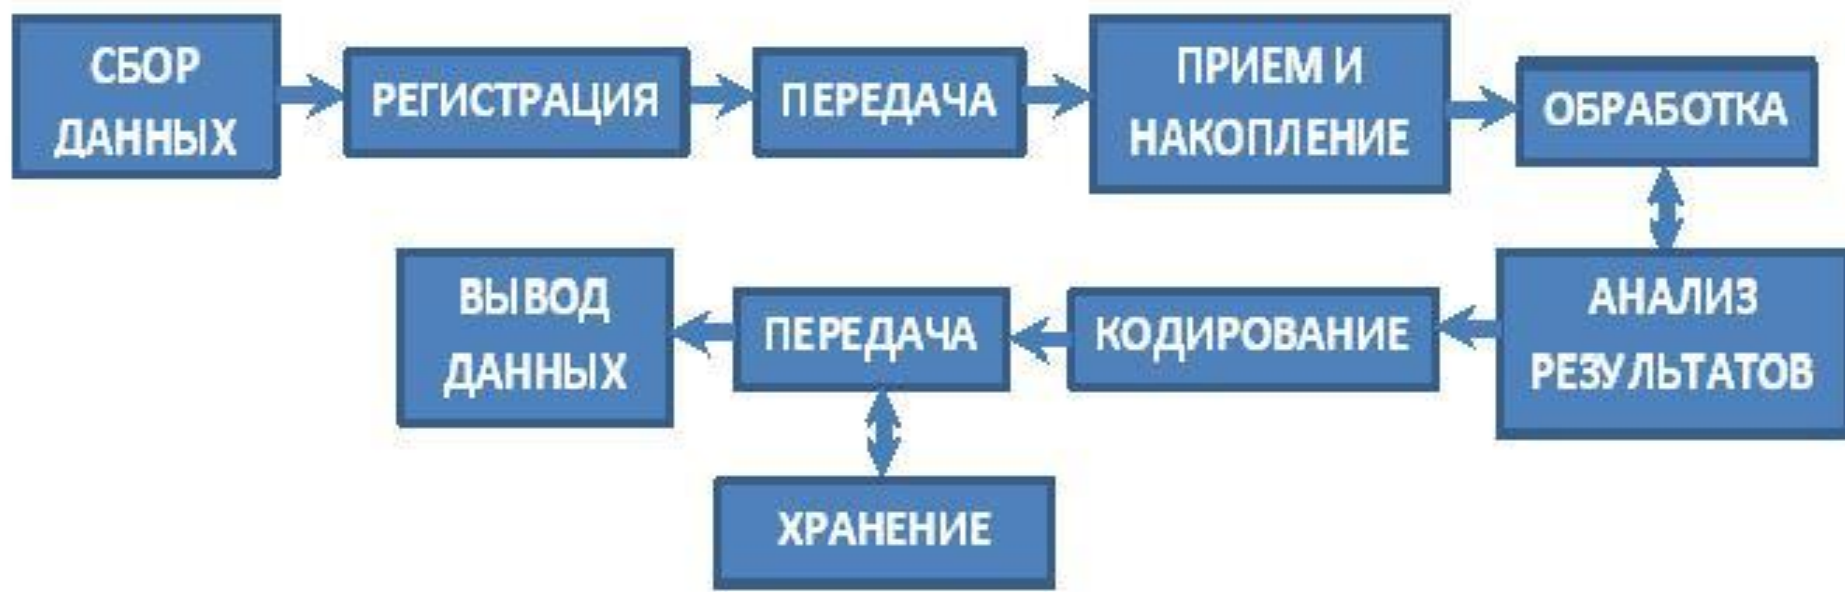 СБОР
ДАННЫХ
РЕГИСТРАЦИЯ
ПЕРЕДАЧА
ПРИЕМ И
НАКОПЛЕНИЕ
ОБРАБОТКА
АНАЛИЗ
РЕЗУЛЬТАТОВ
КОДИРОВАНИЕ
ПЕРЕДАЧА
ВЫВОД
ДАННЫХ
ХРАНЕНИЕ